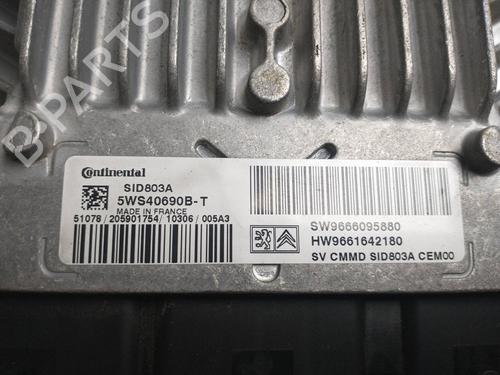 B-PARTS
Continental
SID803A
5WS40690B-T
MADE IN FRANCE
51078 / 205901754 / 10306 / 005A3
SW9666095880
HW9661642180
SV CMMD SID803A CEM00